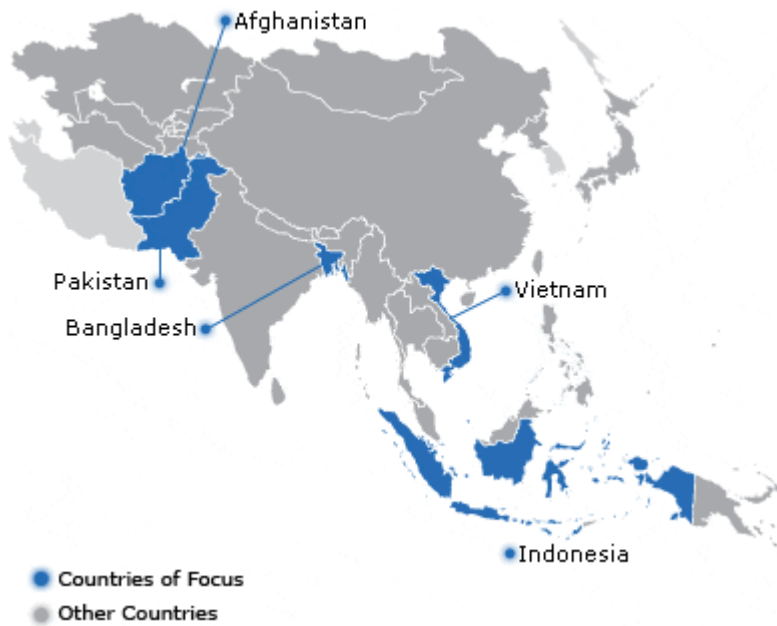 Afghanistan
Pakistan
Bangladesh
Vietnam
Indonesia
Countries of Focus
Other Countries